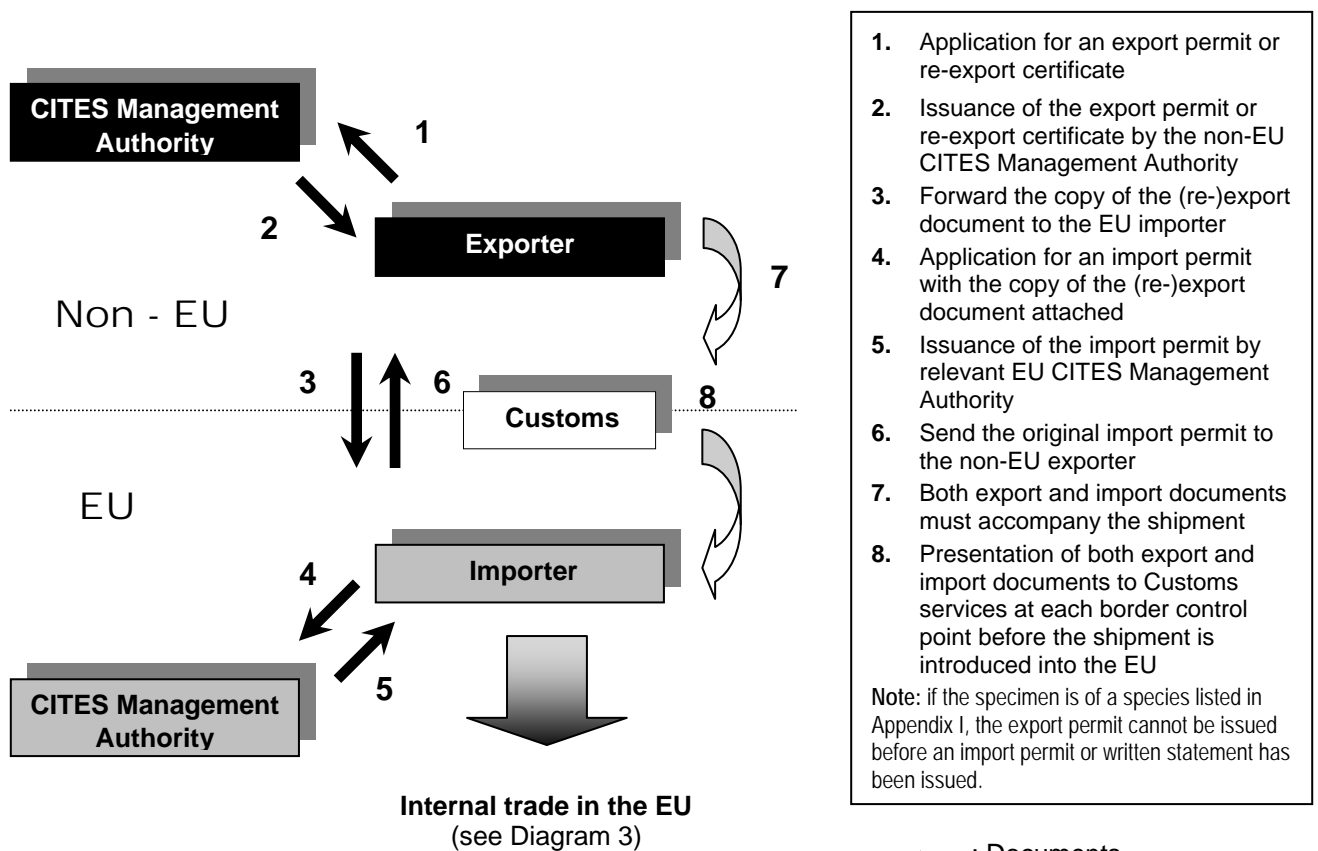 CITES Management
Authority
1
2
Exporter
7
Non - EU
3
6
Customs
8
EU
4
Importer
5
CITES Management
Authority
Internal trade in the EU
(see Diagram 3)
1. Application for an export permit or
re-export certificate
2. Issuance of the export permit or
re-export certificate by the non-EU
CITES Management Authority
3. Forward the copy of the (re-)export
document to the EU importer
4. Application for an import permit
with the copy of the (re-)export
document attached
5. Issuance of the import permit by
relevant EU CITES Management
Authority
6. Send the original import permit to
the non-EU exporter
7. Both export and import documents
must accompany the shipment
8. Presentation of both export and
import documents to Customs
services at each border control
point before the shipment is
introduced into the EU
Note: if the specimen is of a species listed in
Appendix I, the export permit cannot be issued
before an import permit or written statement has
been issued.
: Documents